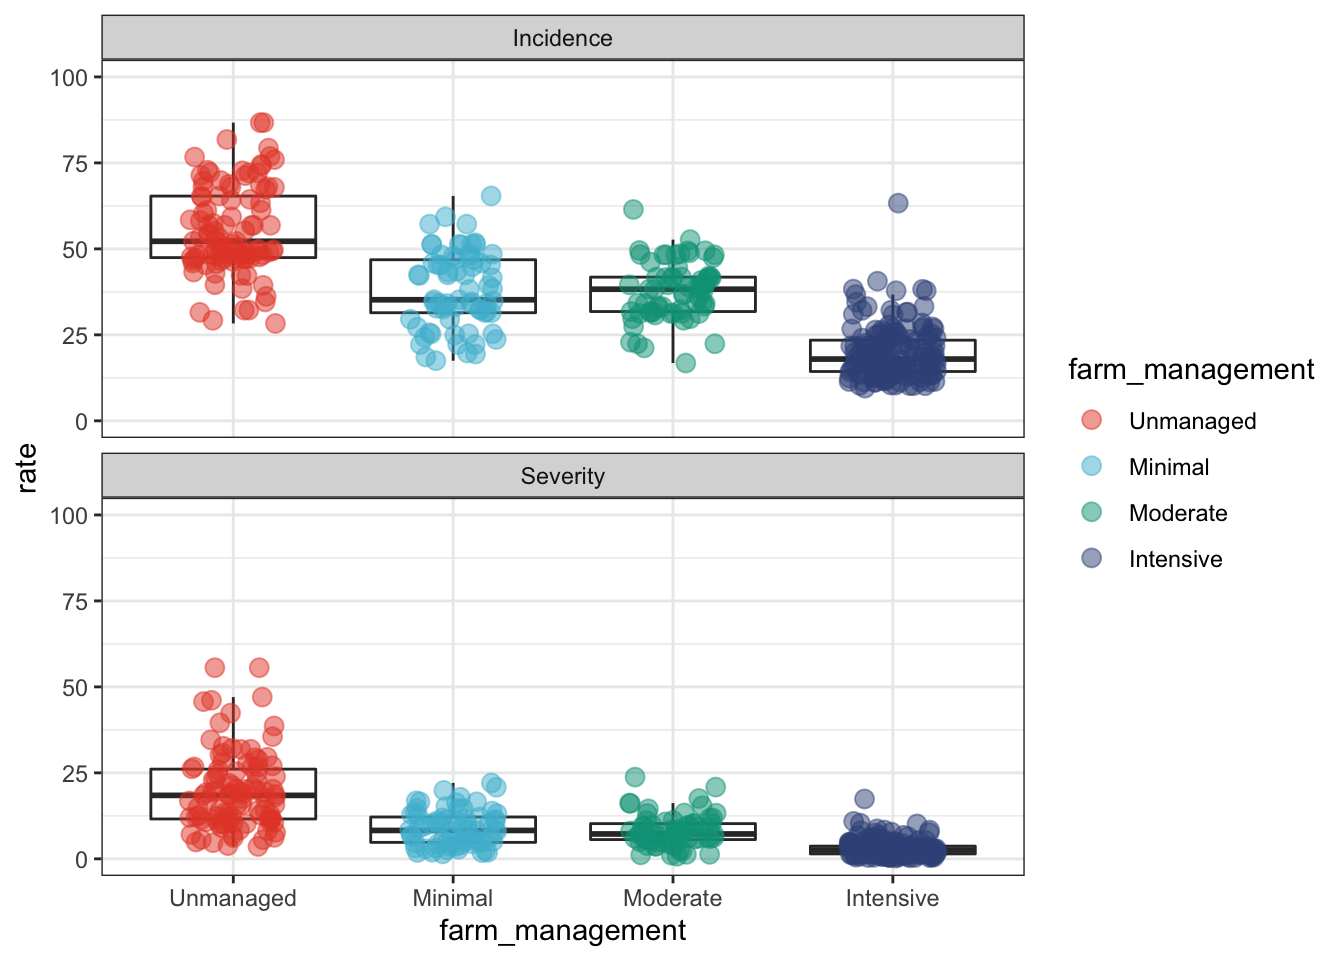 Incidence
100
75
50
25
0
Severity
100
75
50
25
0
rate
Unmanaged Minimal Moderate Intensive
farm_management
farm_management
Unmanaged
Minimal
Moderate
Intensive